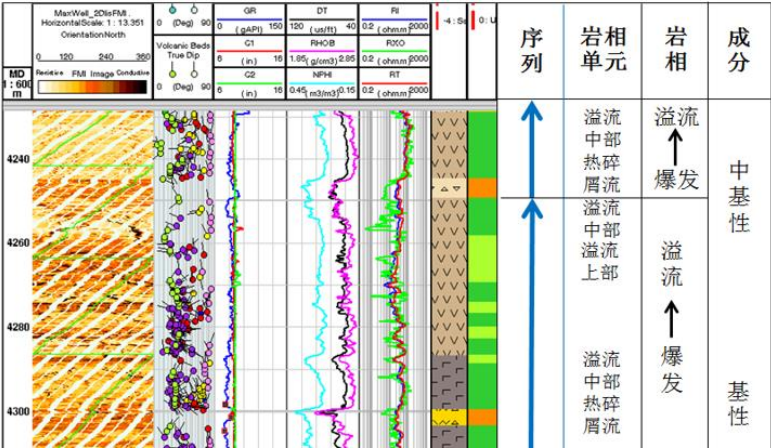 MaxWell_2DlisFMI.
HorizontalScale: 1 : 13.351
Orientation North
0 120 240 360
Resistive FMI Image Conductive
MD
1 : 600
m
0 (Deg) 90
Volcanic Beds
True Dip
0 (Deg) 90
GR
0 (gAPI) 150
C1
6 (in) 16
C2
6 (in) 16
DT
120 (us/ft) 40
RHOB
1.85 (g/cm3) 2.85
NPHI
0.45 (m3/m3) 0.15
RI
0.2 (ohmm) 2000
RXO
0.2 (ohmm) 2000
RT
0.2 (ohmm) 2000
序列
岩相单元
岩相
成分
4240
4260
4280
4300
溢流
中部
热碎
屑流
溢流
中部
溢流
上部
溢流
中部
热碎
屑流
溢流
爆发
溢流
爆发
中基性
基性